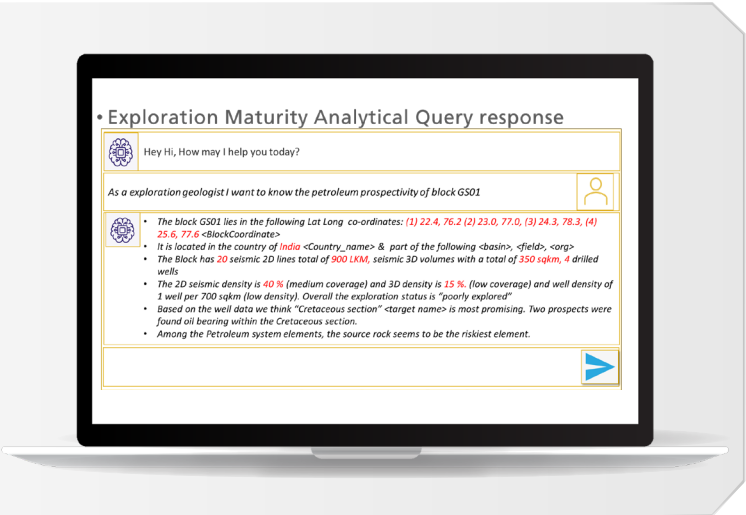 • Exploration Maturity Analytical Query response
Hey Hi, How may I help you today?
As a exploration geologist I want to know the petroleum prospectivity of block GS01
• The block GS01 lies in the following Lat Long co-ordinates: (1) 22.4, 76.2 (2) 23.0, 77.0, (3) 24.3, 78.3, (4)
25.6, 77.6 <BlockCoordinate>
• It is located in the country of India <Country_name> & part of the following <basin>, <field>, <org>
• The Block has 20 seismic 2D lines total of 900 LKM, seismic 3D volumes with a total of 350 sqkm, 4 drilled
wells
• The 2D seismic density is 40 % (medium coverage) and 3D density is 15 %. (low coverage) and well density of
1 well per 700 sqkm (low density). Overall the exploration status is "poorly explored"
• Based on the well data we think "Cretaceous section" <target name> is most promising. Two prospects were
found oil bearing within the Cretaceous section.
• Among the Petroleum system elements, the source rock seems to be the riskiest element.